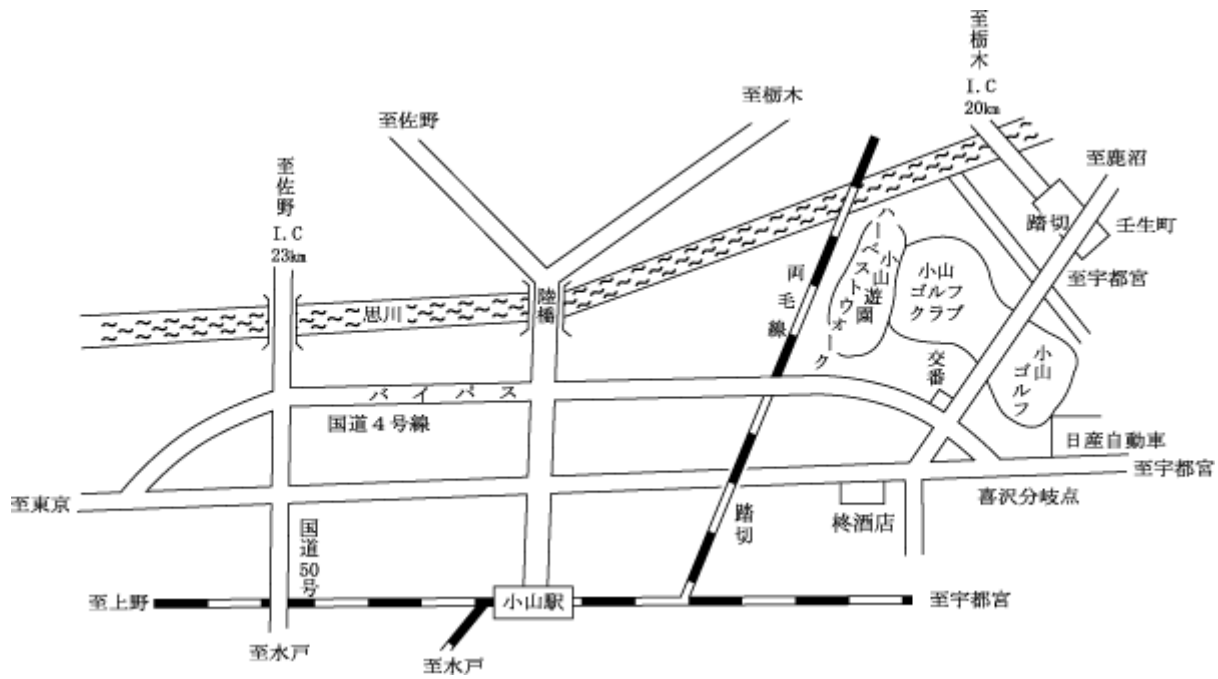 至栃木
I.C
20㎞
至栃木
至佐野
至鹿沼
至佐野
I.C
23㎞
踏切
壬生町
ハーベストウォーク
小山遊園
小山
ゴルフ
クラブ
至宇都宮
両毛線
陸橋
思川
交番
小山
ゴルフ
バイパス
国道４号線
日産自動車
至宇都宮
至東京
喜沢分岐点
柊酒店
踏切
国道50号
至上野
小山駅
至宇都宮
至水戸
至水戸